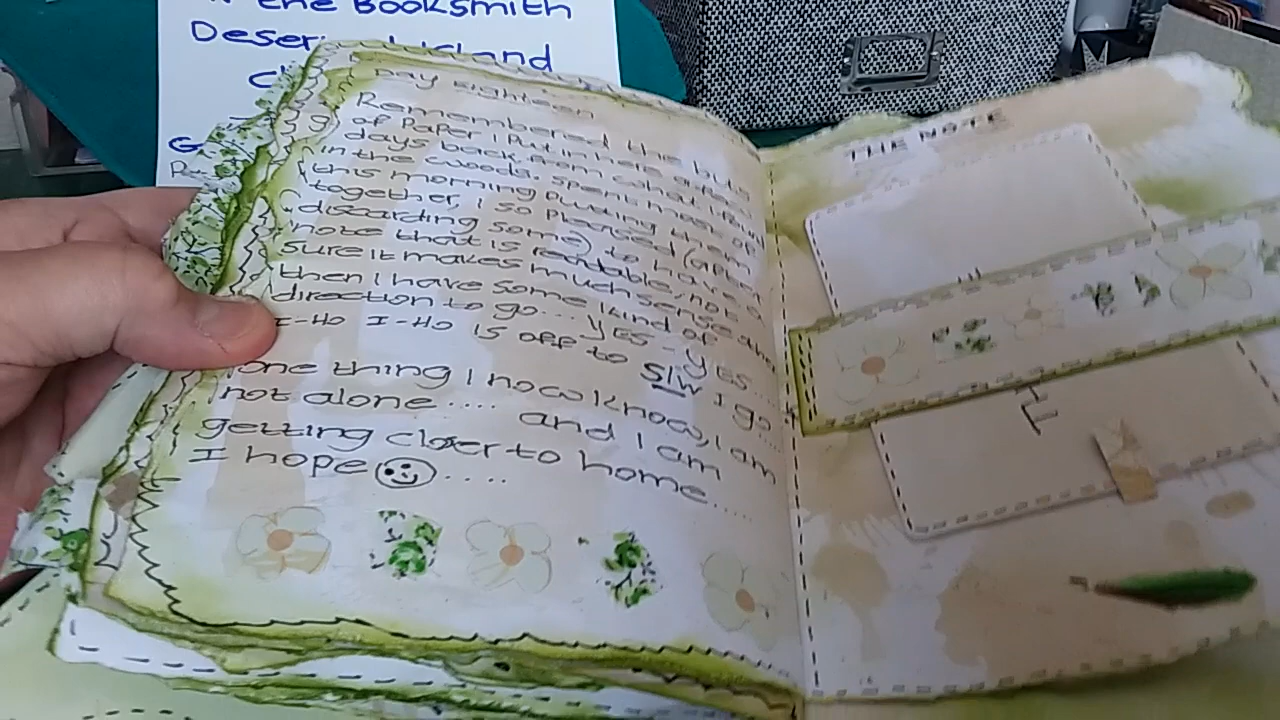 the Booksmith
Island
Day Eighteen
Remembered the bits
of Paper I Put in here a few
days back from what I found
in the woods. Spent most of
this morning putting them
together, I so Pleased (after
discarding some) to have a
note that is readable, not
sure it makes much sense
then I have some kind of
direction to go... yes - yes...
I-Ho I-Ho is off to SIW I go...
one thing I now know, I am
not alone.... and I am
getting closer to home....
I hope ....
THE NOTE